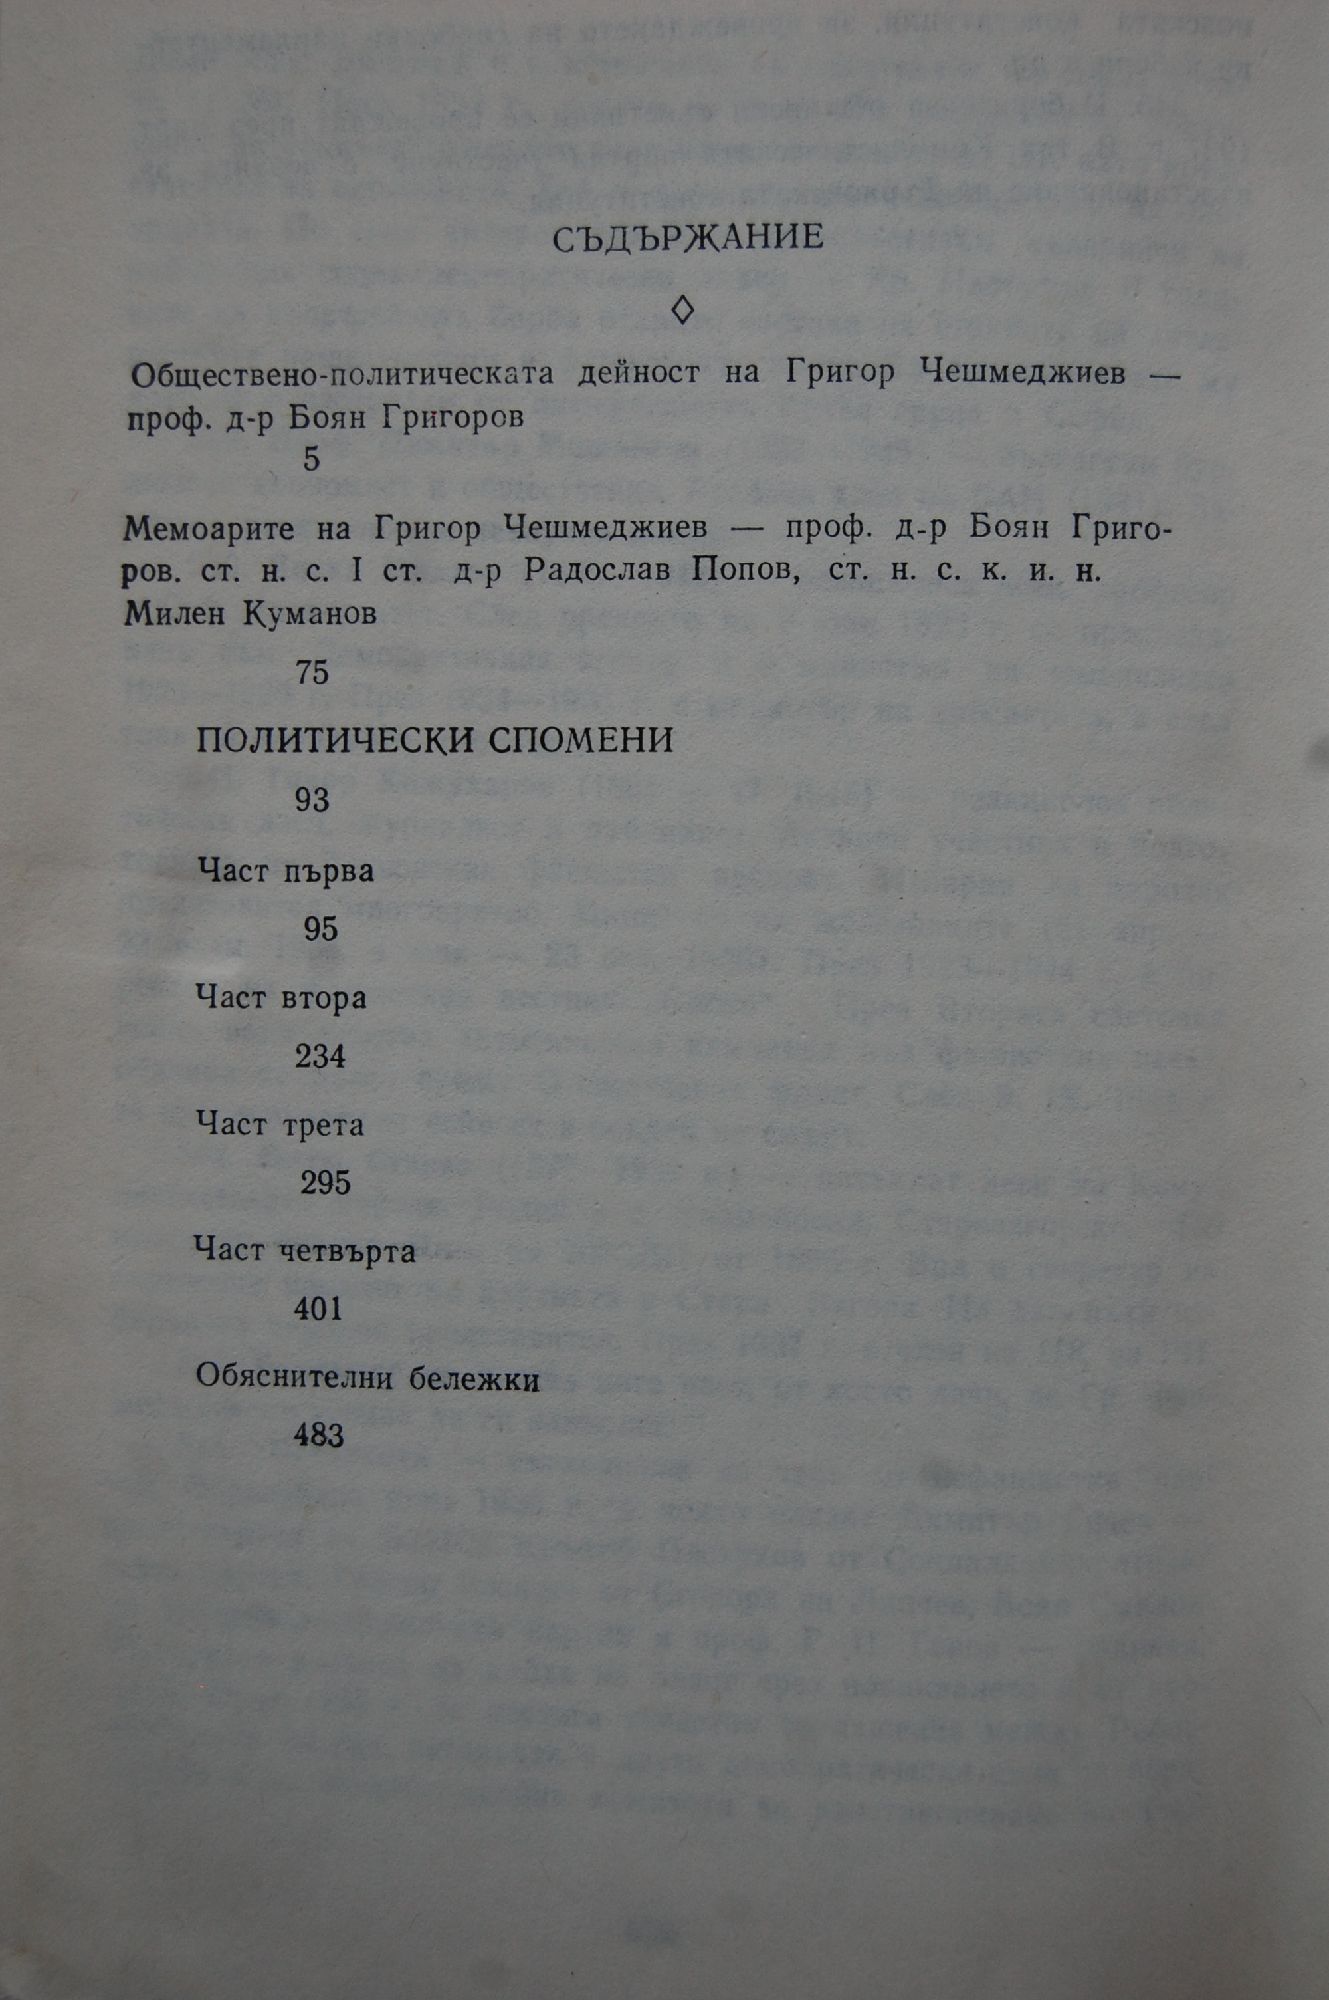 СЪДЪРЖАНИЕ
◊
Обществено-политическата дейност на Григор Чешмеджиев —
проф. д-р Боян Григоров
5
Мемоарите на Григор Чешмеджиев — проф. д-р Боян Григо-
ров. ст. н. с. I ст. д-р Радослав Попов, ст. н. с. к. и. н.
Милен Куманов
75
ПОЛИТИЧЕСКИ СПОМЕНИ
93
Част първа
95
Част втора
234
Част трета
295
Част четвърта
401
Обяснителни бележки
483